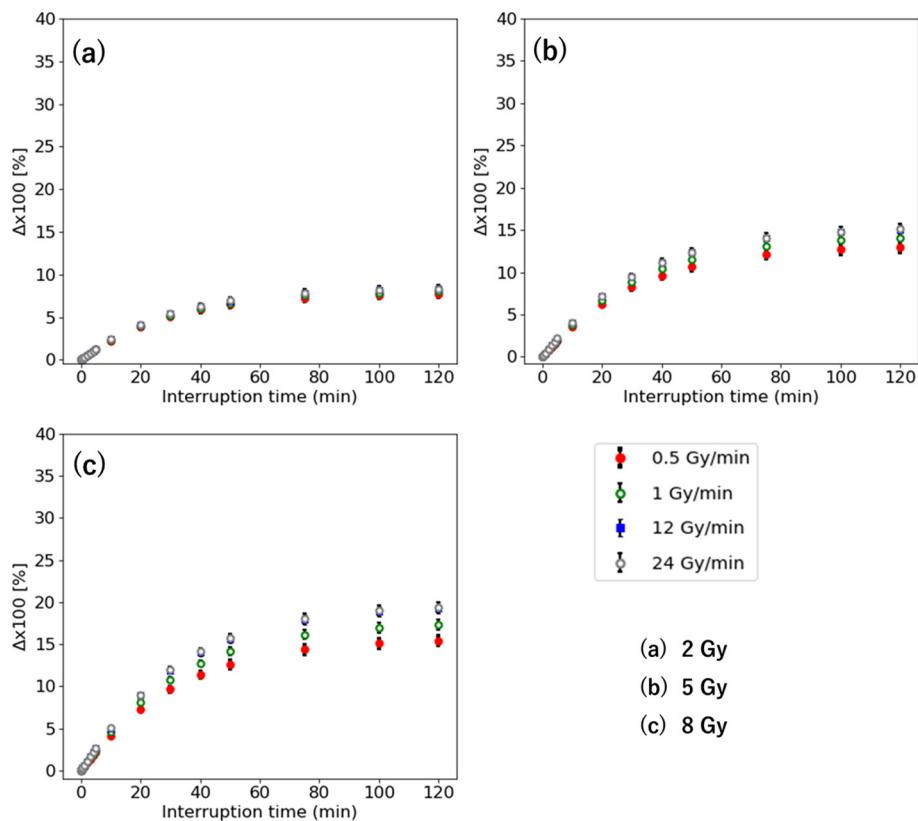 (a)
40
35
30
25
20
15
10
5
0
Δx100 [%]
0 20 40 60 80 100 120
Interruption time (min)
(b)
40
35
30
25
20
15
10
5
0
Δx100 [%]
0 20 40 60 80 100 120
Interruption time (min)
(c)
40
35
30
25
20
15
10
5
0
Δx100 [%]
0 20 40 60 80 100 120
Interruption time (min)
0.5 Gy/min
1 Gy/min
12 Gy/min
24 Gy/min
(a) 2 Gy
(b) 5 Gy
(c) 8 Gy